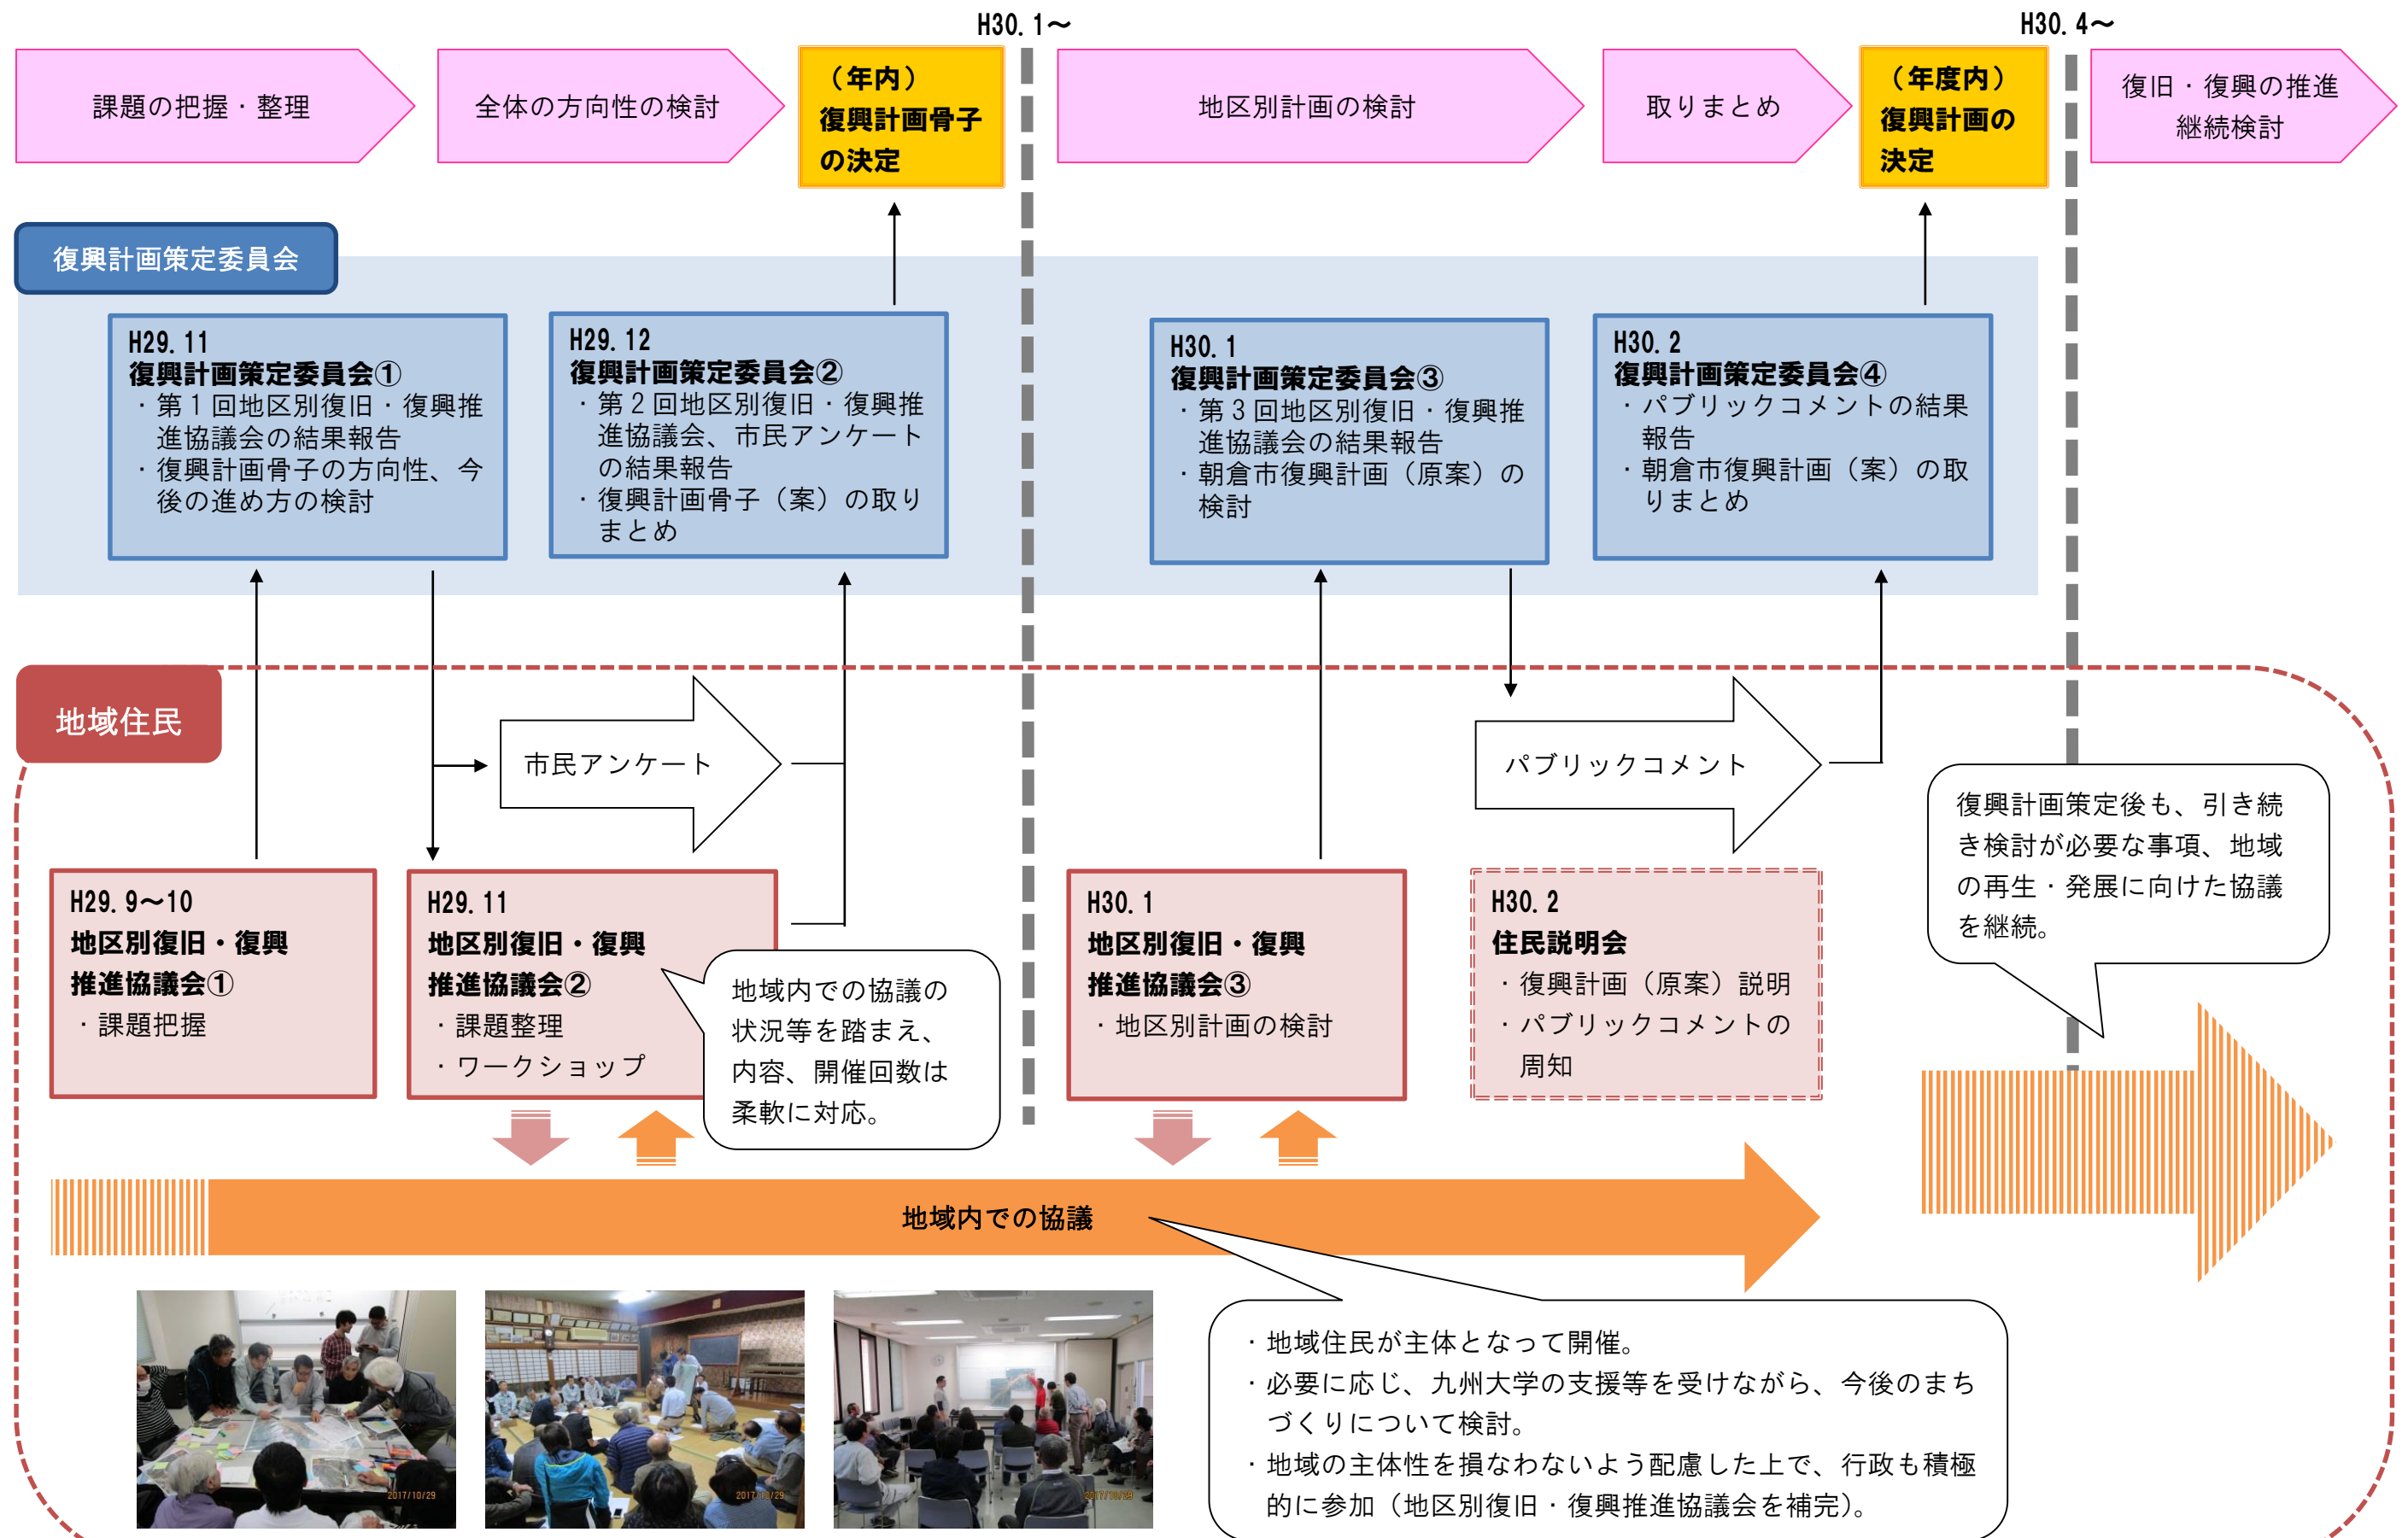 H30.1～
H30.4～
課題の把握・整理
全体の方向性の検討
（年内）
復興計画骨子
の決定
地区別計画の検討
取りまとめ
（年度内）
復興計画の
決定
復旧・復興の推進
継続検討
復興計画策定委員会
H29.11
復興計画策定委員会①
・第１回地区別復旧・復興推
進協議会の結果報告
・復興計画骨子の方向性、今
後の進め方の検討
H29.12
復興計画策定委員会②
・第２回地区別復旧・復興推
進協議会、市民アンケート
の結果報告
・復興計画骨子（案）の取り
まとめ
H30.1
復興計画策定委員会③
・第３回地区別復旧・復興推
進協議会の結果報告
・朝倉市復興計画（原案）の
検討
H30.2
復興計画策定委員会④
・パブリックコメントの結果
報告
・朝倉市復興計画（案）の取
りまとめ
地域住民
市民アンケート
パブリックコメント
復興計画策定後も、引き続
き検討が必要な事項、地域
の再生・発展に向けた協議
を継続。
H29.9～10
地区別復旧・復興
推進協議会①
・課題把握
H29.11
地区別復旧・復興
推進協議会②
・課題整理
・ワークショップ
地域内での協議の
状況等を踏まえ、
内容、開催回数は
柔軟に対応。
H30.1
地区別復旧・復興
推進協議会③
・地区別計画の検討
H30.2
住民説明会
・復興計画（原案）説明
・パブリックコメントの
周知
地域内での協議
・地域住民が主体となって開催。
・必要に応じ、九州大学の支援等を受けながら、今後のまち
づくりについて検討。
・地域の主体性を損なわないよう配慮した上で、行政も積極
的に参加（地区別復旧・復興推進協議会を補完）。
2017/10/29
2017/10/29
2017/10/29